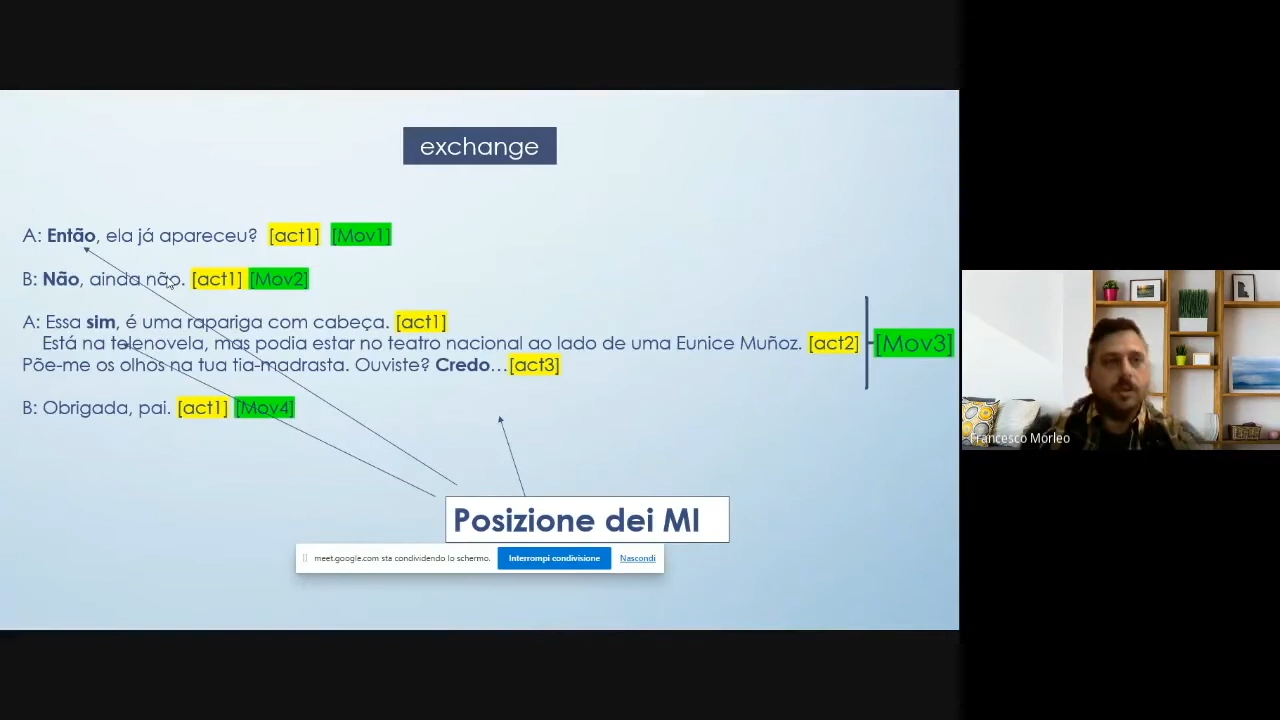 exchange
A: Então, ela já apareceu? [act1] [Mov1]
B: Não, ainda não. [act1] [Mov2]
A: Essa sim, é uma rapariga com cabeça. [act1]
Está na telenovela, mas podia estar no teatro nacional ao lado de uma Eunice Muñoz. [act2] [Mov3]
Põe-me os olhos na tua tia-madrasta. Ouviste? Credo…[act3]
B: Obrigada, pai. [act1] [Mov4]
Posizione dei MI
meet.google.com sta condividendo lo schermo. Interrompi condivisione Nascondi
Francesco Morleo